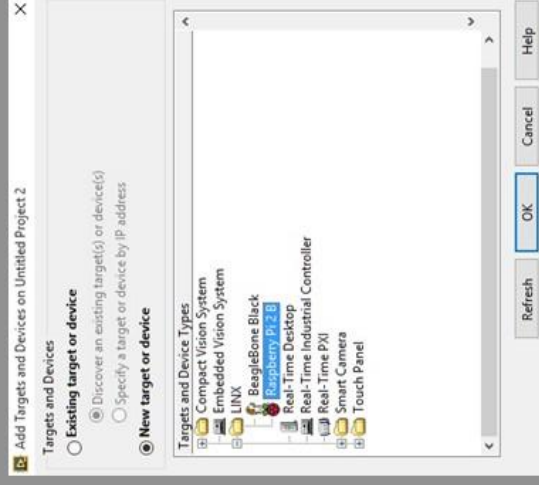 Add Targets and Devices on Untitled Project 2
Targets and Devices
Existing target or device
Discover an existing target(s) or device(s)
Specify a target or device by IP address
New target or device
Targets and Device Types
Compact Vision System
Embedded Vision System
LINX
BeagleBone Black
Raspberry Pi 2 B
Real-Time Desktop
Real-Time Industrial Controller
Real-Time PXI
Smart Camera
Touch Panel
Refresh OK Cancel Help